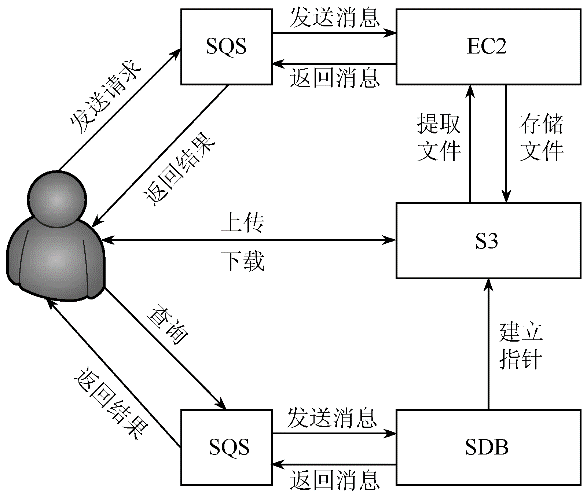 发送消息
SQS
EC2
返回消息
发送请求
返回结果
提取
文件
存储
文件
上传
下载
S3
查询
建立
指针
返回结果
发送消息
SQS
SDB
返回消息